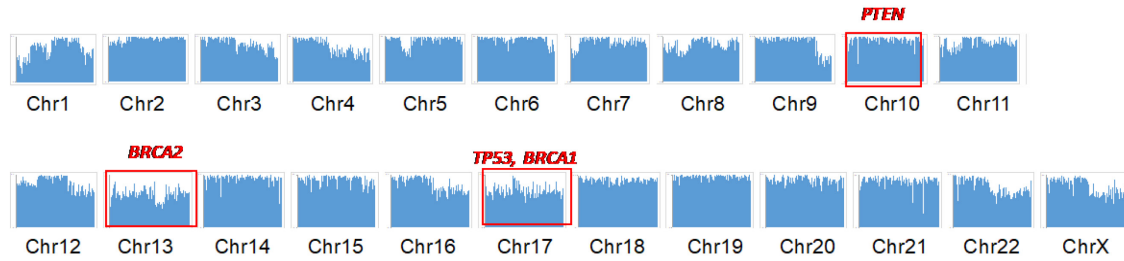 PTEN
Chr1 Chr2 Chr3 Chr4 Chr5 Chr6 Chr7 Chr8 Chr9 Chr10 Chr11
BRCA2 TP53, BRCA1
Chr12 Chr13 Chr14 Chr15 Chr16 Chr17 Chr18 Chr19 Chr20 Chr21 Chr22 ChrX